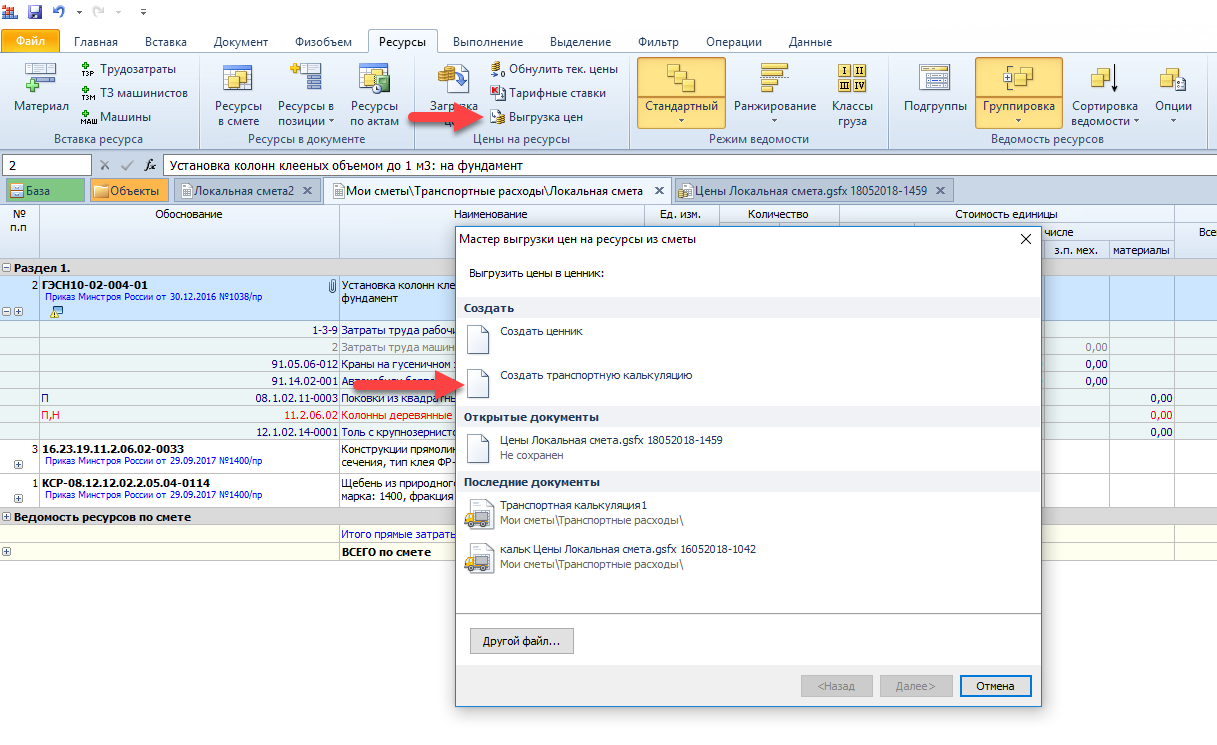 Файл Главная Вставка Документ Физобъем Ресурсы Выполнение Выделение Фильтр Операции Данные
Материал
ТЗР Трудозатраты
ТЗМ ТЗ машинистов
МАШ Машины
Вставка ресурса
Ресурсы в смете
Ресурсы в позиции
Ресурсы по актам
Ресурсы в документе
Загрузка
Обнулить тек. цены
Тарифные ставки
Выгрузка цен
Цены на ресурсы
Стандартный
Ранжирование
Классы груза
Режим ведомости
Подгруппы
Группировка
Сортировка ведомости
Опции
Ведомость ресурсов
2 fx Установка колонн клееных объемом до 1 м3: на фундамент
База Объекты Локальная смета2 Мои сметы\Транспортные расходы\Локальная смета Цены Локальная смета.gsfx 18052018-1459
№ п.п Обоснование Наименование Ед. изм. Количество Стоимость единицы
числе Все
з.п. мех. материалы
Раздел 1.
2 ГЭСН10-02-004-01 Установка колонн кле
Приказ Минстроя России от 30.12.2016 №1038/пр фундамент
1-3-9 Затраты труда рабочи
2 Затраты труда машин 0,00
91.05.06-012 Краны на гусеничном 0,00
91.14.02-001 0,00
П 08.1.02.11-0003 Поковки из квадратны 0,00
П,Н 11.2.06.02 Колонны деревянные 0,00
12.1.02.14-0001 Толь с крупнозернисто 0,00
3 16.23.19.11.2.06.02-0033 Конструкции прямолин
Приказ Минстроя России от 29.09.2017 №1400/пр сечения, тип клея ФР-
1 КСР-08.12.12.02.2.05.04-0114 Щебень из природного
Приказ Минстроя России от 29.09.2017 №1400/пр марка: 1400, фракция
Ведомость ресурсов по смете
Итого прямые затраты
ВСЕГО по смете
Мастер выгрузки цен на ресурсы из сметы
Выгрузить цены в ценник:
Создать
Создать ценник
Создать транспортную калькуляцию
Открытые документы
Цены Локальная смета.gsfx 18052018-1459
Не сохранен
Последние документы
Транспортная калькуляция1
Мои сметы\Транспортные расходы\
кальк Цены Локальная смета.gsfx 16052018-1042
Мои сметы\Транспортные расходы\
Другой файл...
<Назад Далее> Отмена